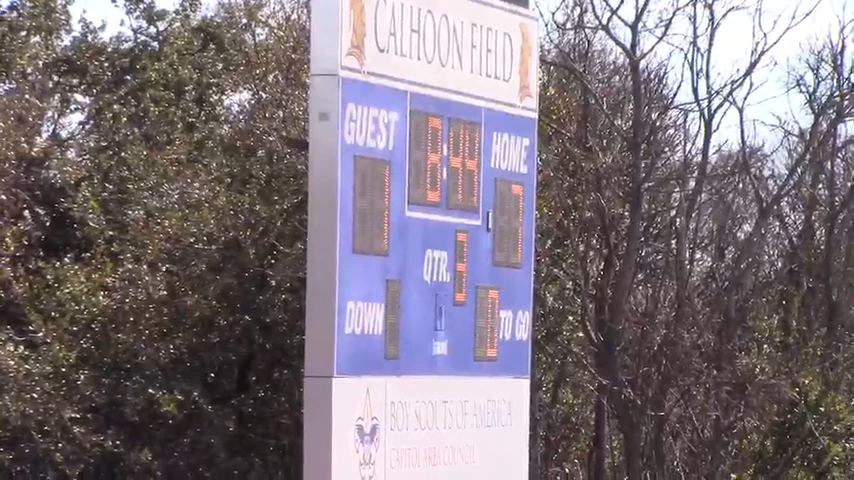 CALHOON FIELD
GUEST
HOME
QTR.
DOWN
TO GO
BOY SCOUTS OF AMERICA
CAPITOL AREA COUNCIL